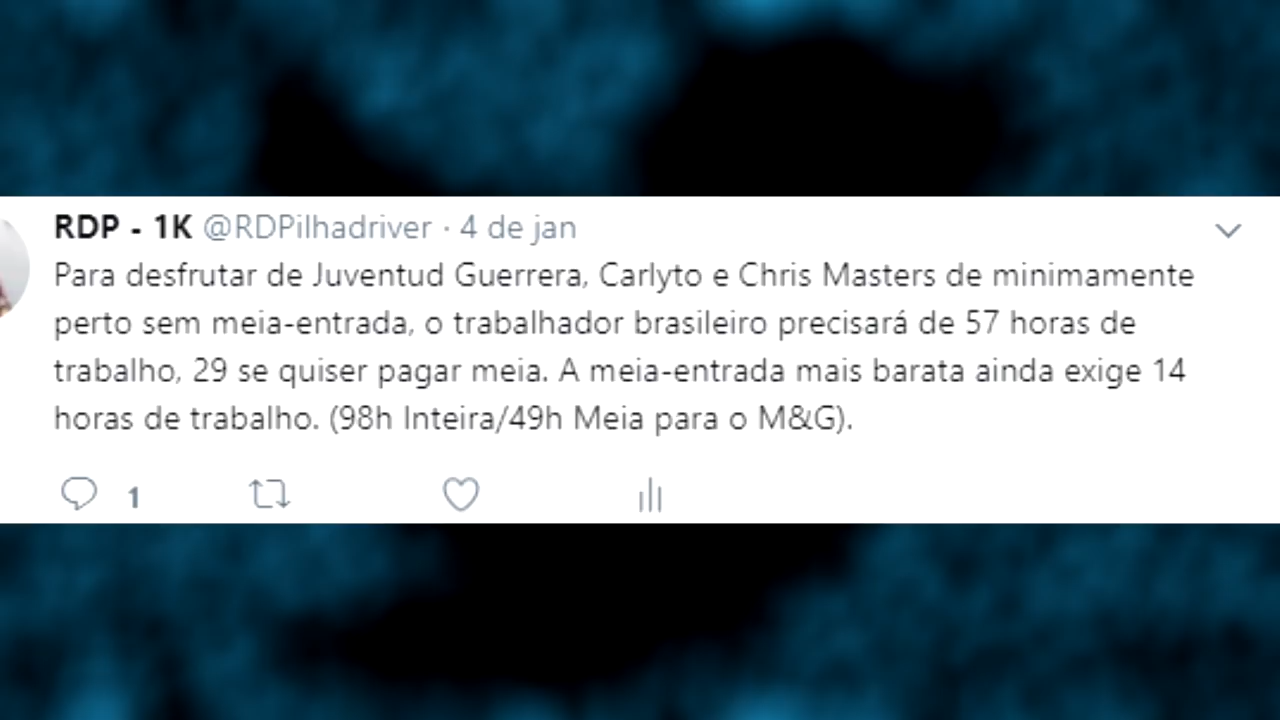 RDP - 1K @RDPilhadriver · 4 de jan
Para desfrutar de Juventud Guerrera, Carlyto e Chris Masters de minimamente
perto sem meia-entrada, o trabalhador brasileiro precisará de 57 horas de
trabalho, 29 se quiser pagar meia. A meia-entrada mais barata ainda exige 14
horas de trabalho. (98h Inteira/49h Meia para o M&G).
1